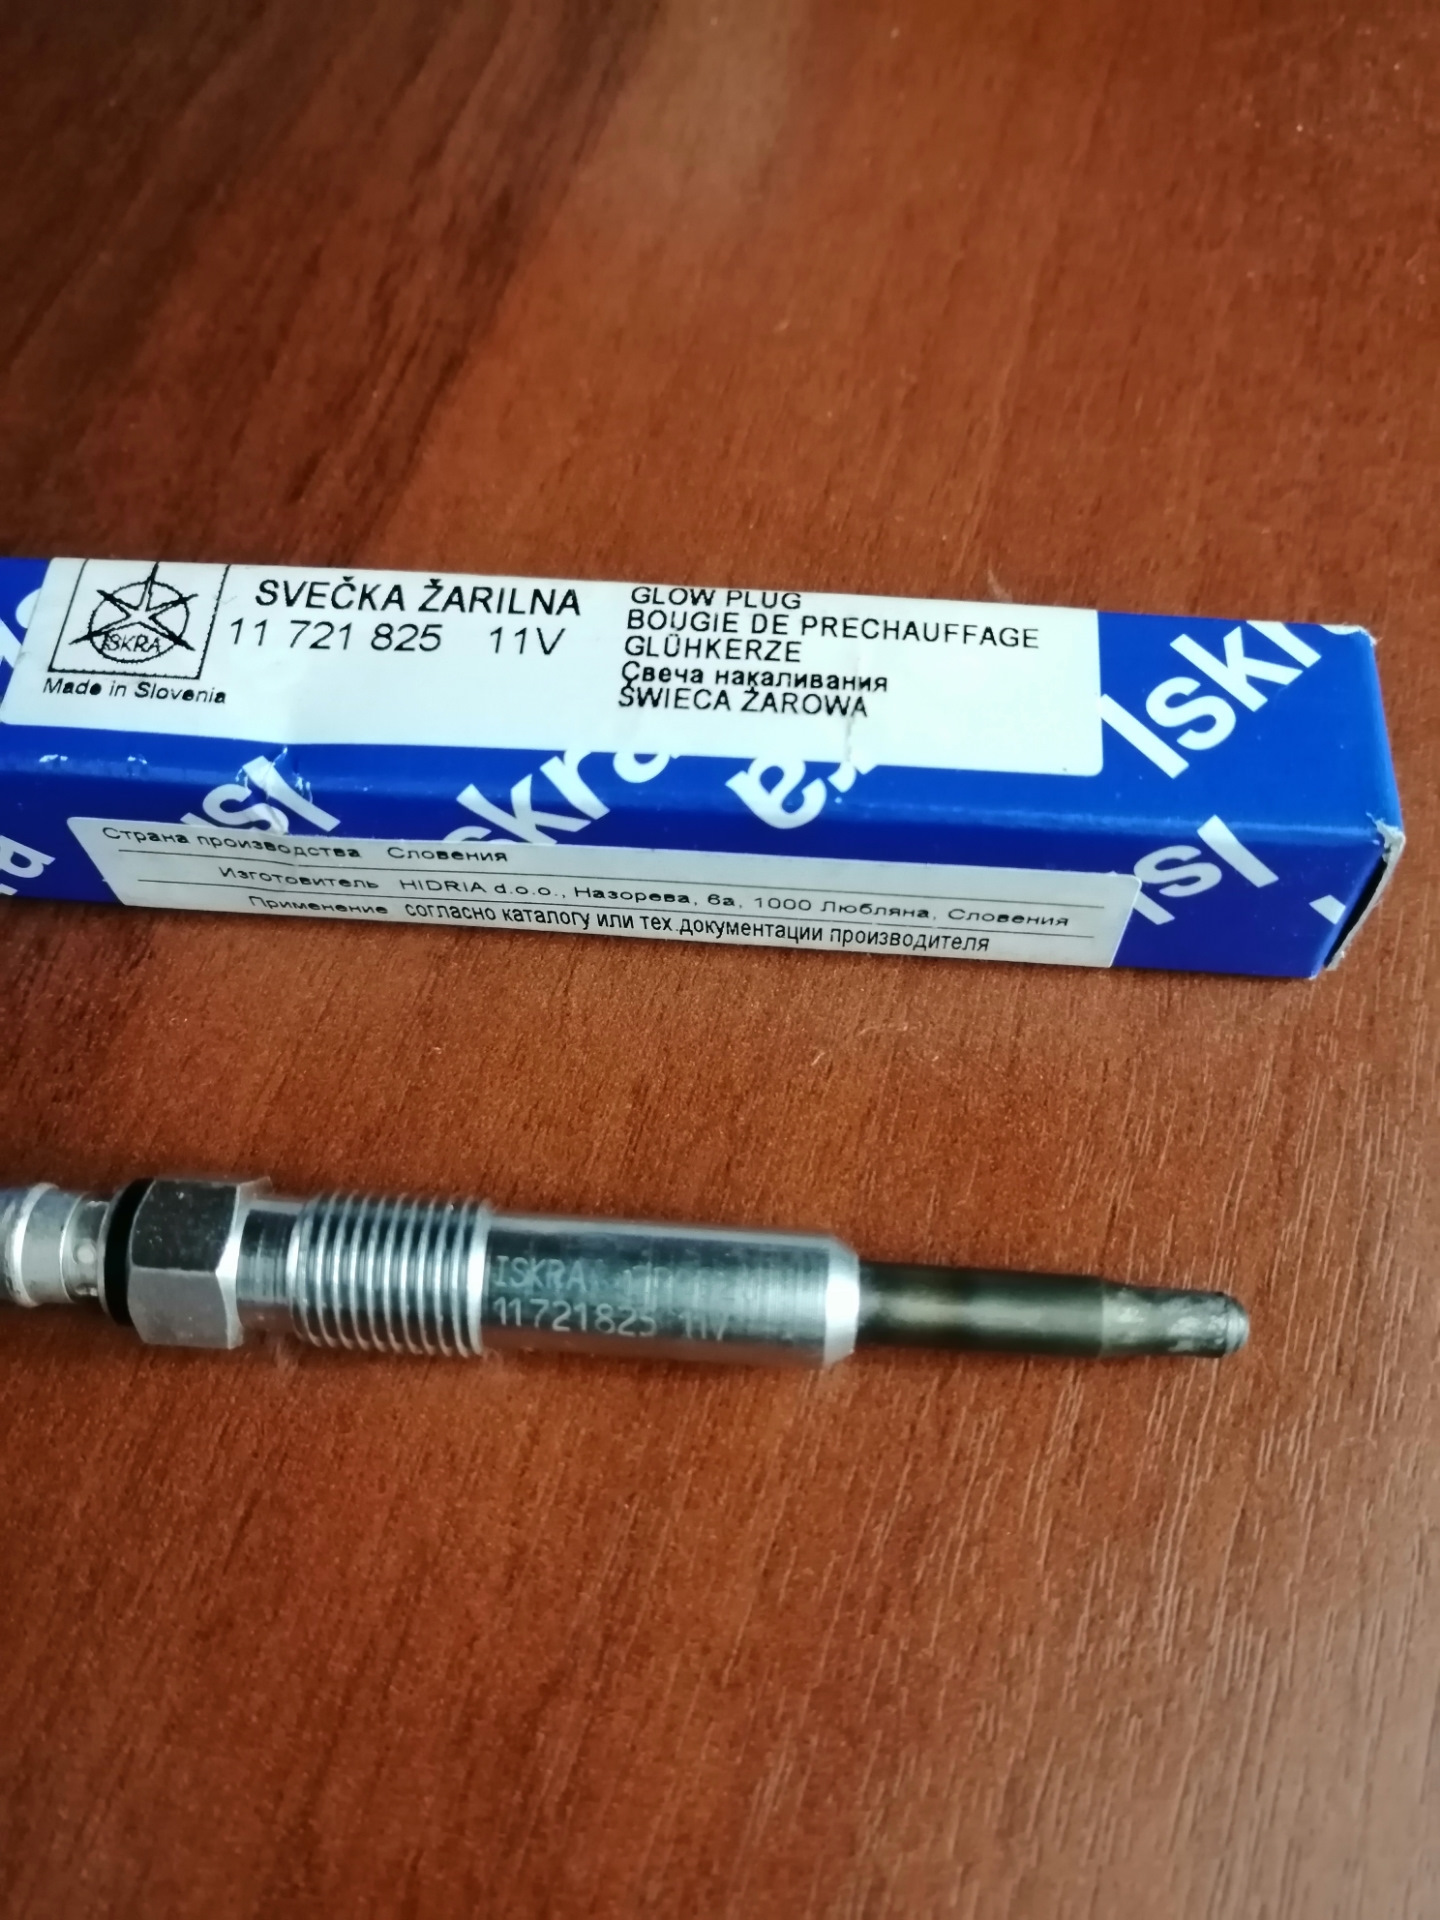 ISKRA
Made in Slovenia
SVEČKA ŽARILNA
11 721 825 11V
GLOW PLUG
BOUGIE DE PRECHAUFFAGE
GLÜHKERZE
Свеча накаливания
ŚWIECA ŻAROWA
Iskra
Страна производства Словения
Изготовитель HIDRIA d.o.o., Назорева, 6а, 1000 Любляна, Словения
Применение согласно каталогу или тех.документации производителя
ISKRA
11721825 11V